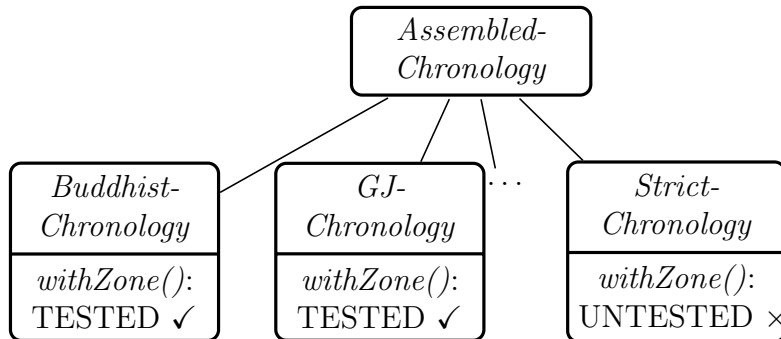 Assembled-
Chronology
Buddhist-
Chronology
withZone():
TESTED ✓
GJ-
Chronology
withZone():
TESTED ✓
...
Strict-
Chronology
withZone():
UNTESTED ×